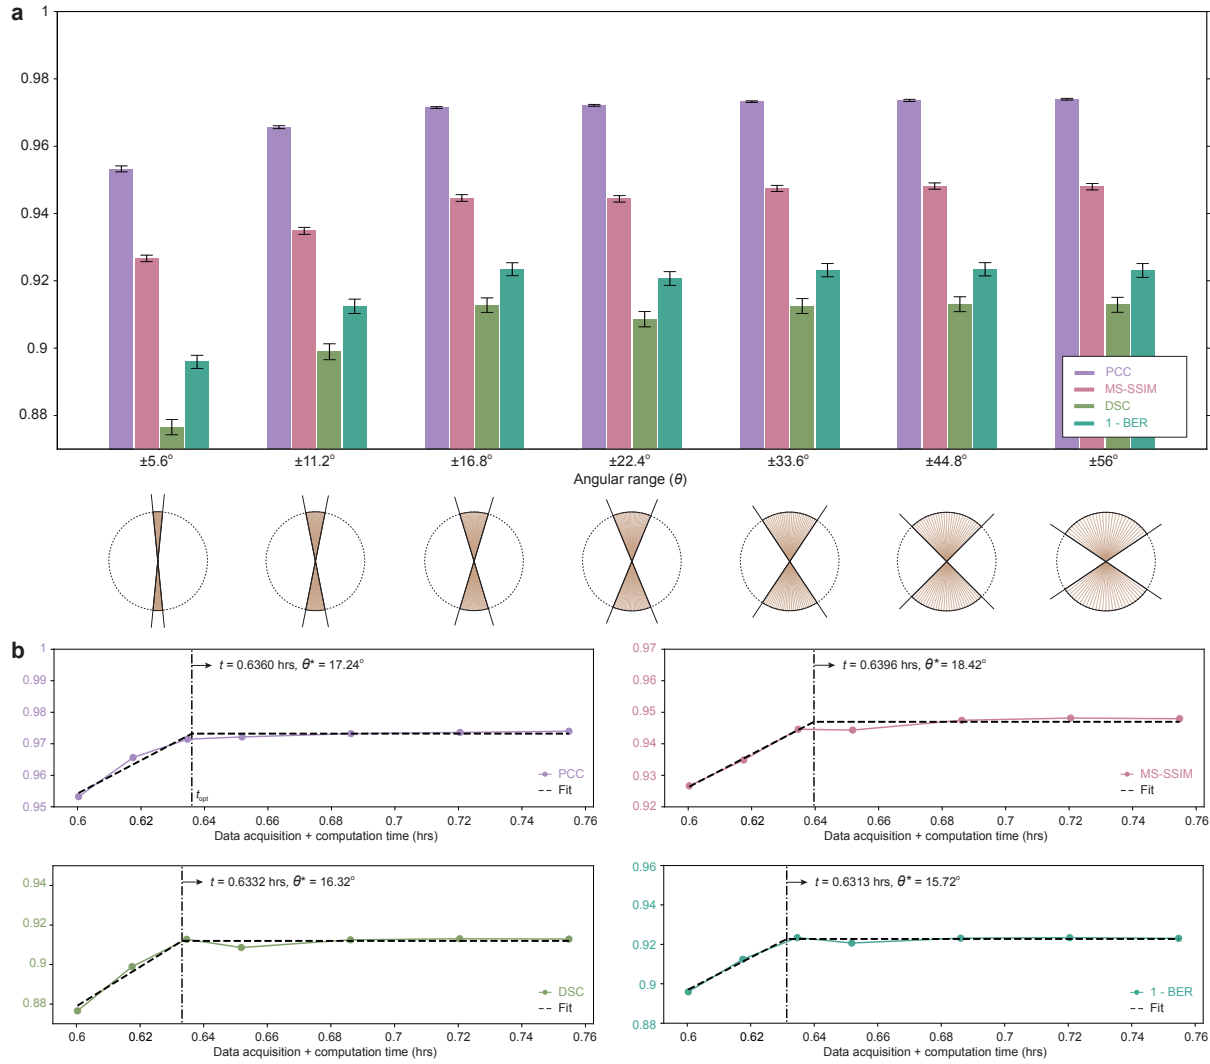 a
1
0.98
0.96
0.94
0.92
0.9
0.88
PCC
MS-SSIM
DSC
1 - BER
±5.6° ±11.2° ±16.8° ±22.4° ±33.6° ±44.8° ±56°
Angular range (θ)
b
1
0.99
0.98
0.97
0.96
0.95
t = 0.6360 hrs, θ* = 17.24°
t_opt
PCC
Fit
0.6 0.62 0.64 0.66 0.68 0.7 0.72 0.74 0.76
Data acquisition + computation time (hrs)
0.97
0.96
0.95
0.94
0.93
0.92
t = 0.6396 hrs, θ* = 18.42°
MS-SSIM
Fit
0.6 0.62 0.64 0.66 0.68 0.7 0.72 0.74 0.76
Data acquisition + computation time (hrs)
0.94
0.92
0.9
0.88
t = 0.6332 hrs, θ* = 16.32°
DSC
Fit
0.6 0.62 0.64 0.66 0.68 0.7 0.72 0.74 0.76
Data acquisition + computation time (hrs)
0.96
0.94
0.92
0.9
0.88
t = 0.6313 hrs, θ* = 15.72°
1 - BER
Fit
0.6 0.62 0.64 0.66 0.68 0.7 0.72 0.74 0.76
Data acquisition + computation time (hrs)